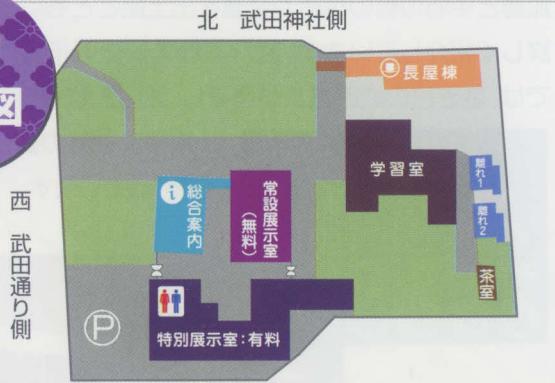 北 武田神社側
図
長屋棟
学習室
離れ1
離れ2
茶室
i
総合案内
常設展示室
(無料)
西 武田通り側
P
特別展示室:有料